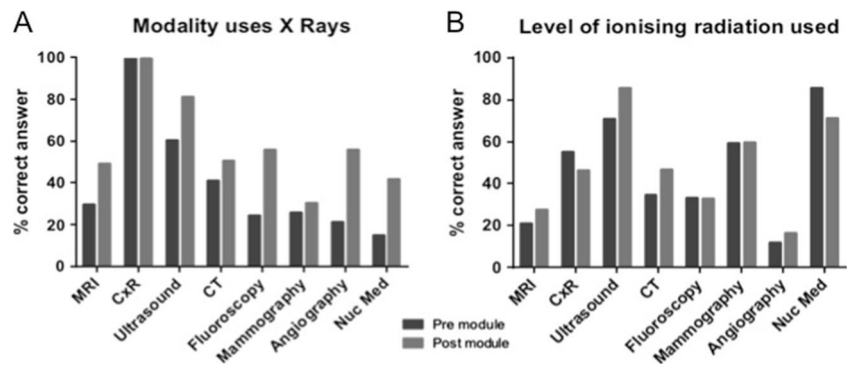 A
Modality uses X Rays
% correct answer
100
80
60
40
20
0
MRI
CxR
Ultrasound
CT
Fluoroscopy
Mammography
Angiography
Nuc Med
Pre module
Post module
B
Level of ionising radiation used
% correct answer
100
80
60
40
20
0
MRI
CxR
Ultrasound
CT
Fluoroscopy
Mammography
Angiography
Nuc Med